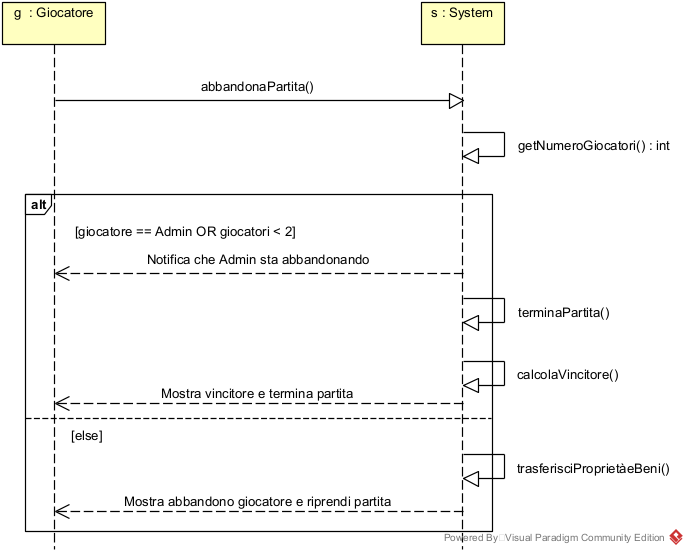 g : Giocatore
s : System
abbandonaPartita()
getNumeroGiocatori() : int
alt
[giocatore == Admin OR giocatori < 2]
Notifica che Admin sta abbandonando
terminaPartita()
calcolaVincitore()
Mostra vincitore e termina partita
[else]
trasferisciProprietàeBeni()
Mostra abbandono giocatore e riprendi partita
Powered By Visual Paradigm Community Edition